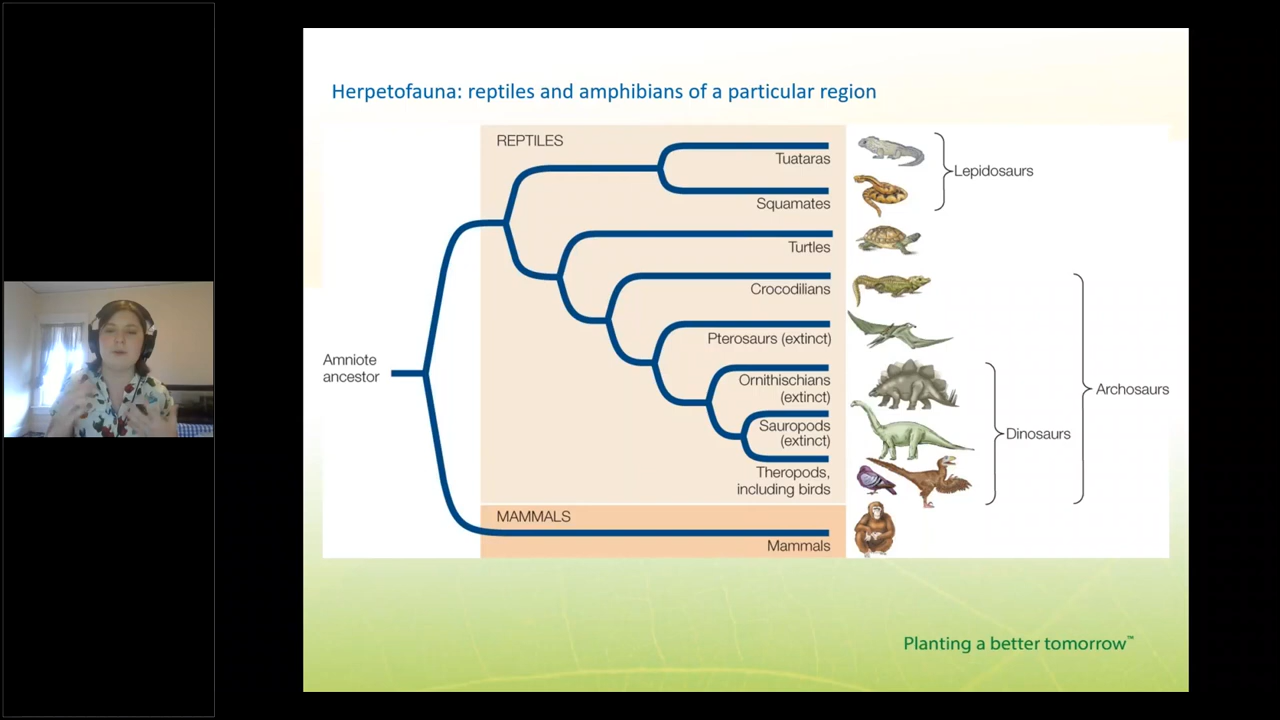 Herpetofauna: reptiles and amphibians of a particular region
REPTILES
Tuataras
Squamates
Lepidosaurs
Turtles
Crocodilians
Pterosaurs (extinct)
Amniote
ancestor
Ornithischians
(extinct)
Archosaurs
Sauropods
(extinct)
Dinosaurs
Theropods,
including birds
MAMMALS
Mammals
Planting a better tomorrow™